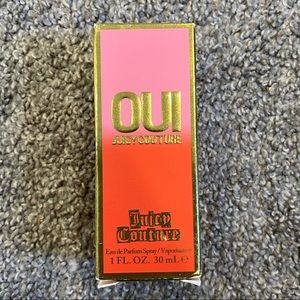 OUI
JUICY COUTURE
Juicy
Couture
Eau de Parfum Spray / Vaporisateur
1 FL. OZ. 30 mL e